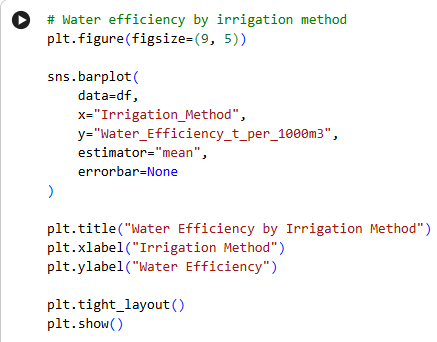 # Water efficiency by irrigation method
plt.figure(figsize=(9, 5))
sns.barplot(
    data=df,
    x="Irrigation_Method",
    y="Water_Efficiency_t_per_1000m3",
    estimator="mean",
    errorbar=None
)
plt.title("Water Efficiency by Irrigation Method")
plt.xlabel("Irrigation Method")
plt.ylabel("Water Efficiency")
plt.tight_layout()
plt.show()